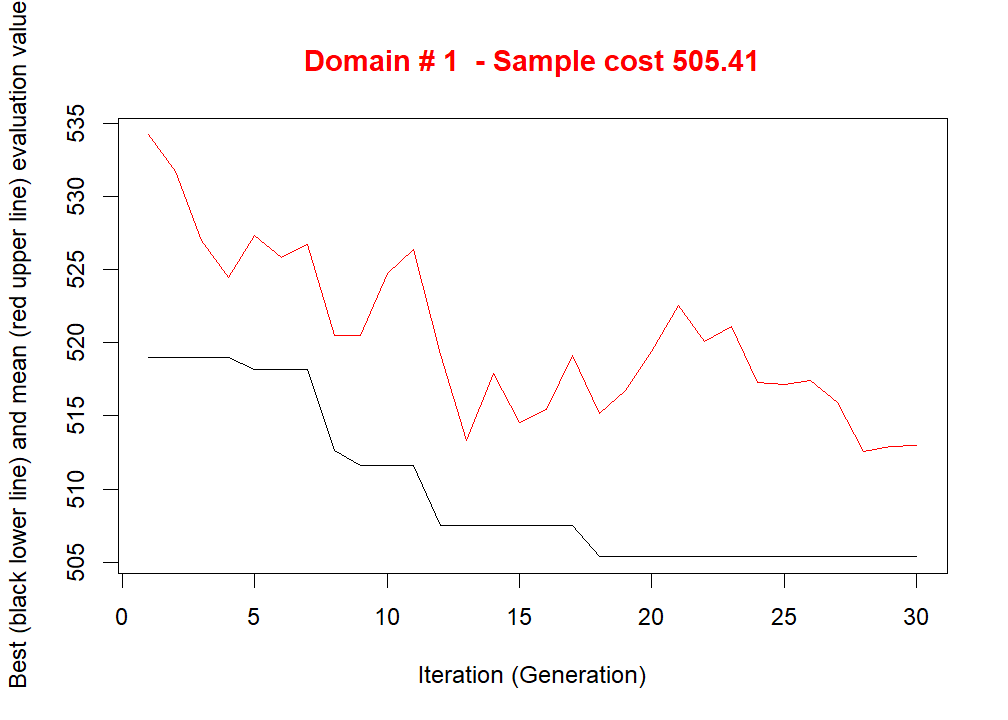 Domain # 1  - Sample cost 505.41
Best (black lower line) and mean (red upper line) evaluation value
535
530
525
520
515
510
505
0 5 10 15 20 25 30
Iteration (Generation)